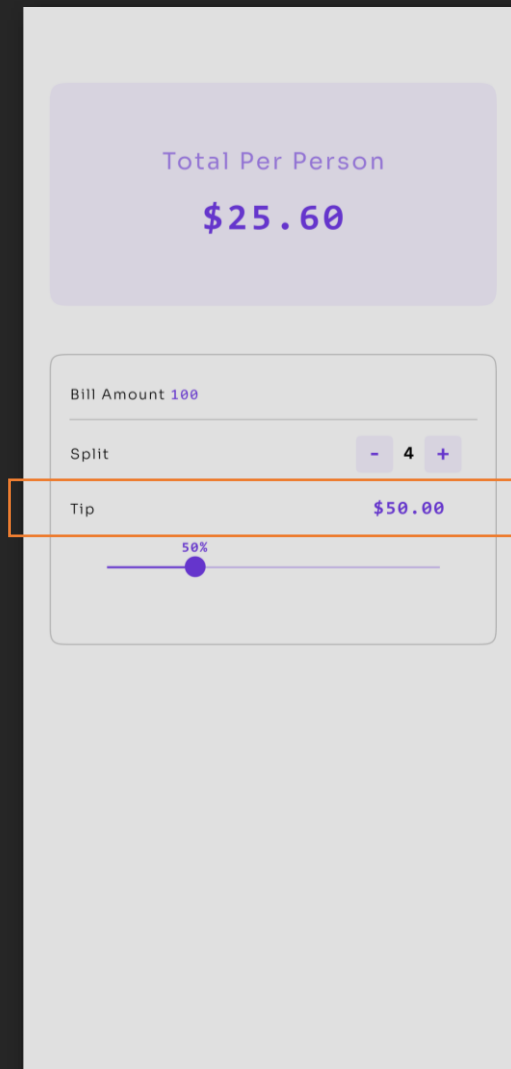 Total Per Person
$25.60
Bill Amount 100
Split - 4 +
Tip $50.00
50%